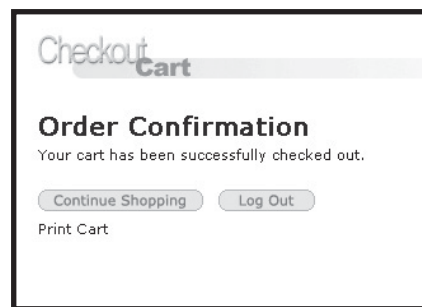 Checkout
Cart
Order Confirmation
Your cart has been successfully checked out.
Continue Shopping Log Out
Print Cart